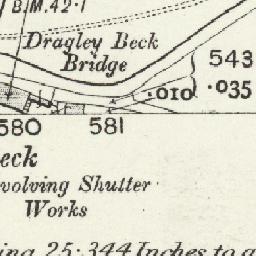 B.M.42·1
Dragley Beck
Bridge
543
·010
·035
580
581
eck
volving Shutter
Works
ing 25·344 Inches to a